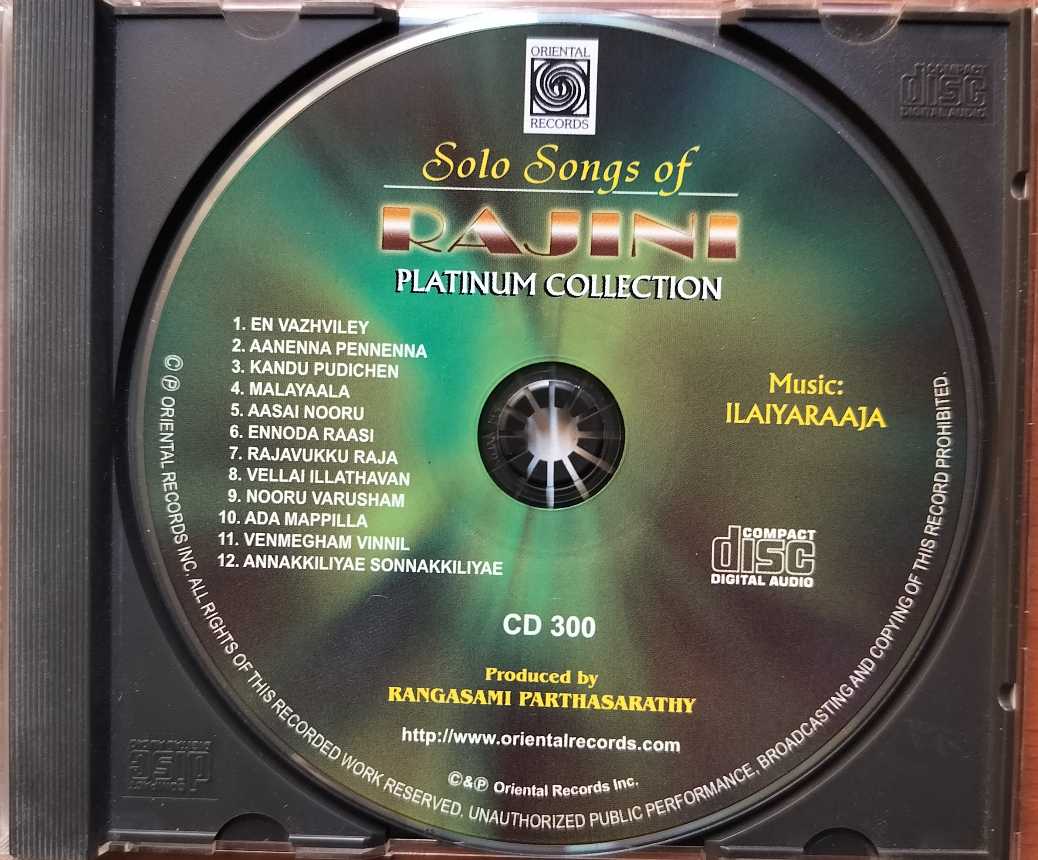 ORIENTAL
RECORDS
Solo Songs of
RAJINI
PLATINUM COLLECTION
1. EN VAZHVILEY
2. AANENNA PENNENNA
3. KANDU PUDICHEN
4. MALAYAALA
5. AASAI NOORU
6. ENNODA RAASI
7. RAJAVUKKU RAJA
8. VELLAI ILLATHAVAN
9. NOORU VARUSHAM
10. ADA MAPPILLA
11. VENMEGHAM VINNIL
12. ANNAKKILIYAE SONNAKKILIYAE
Music:
ILAIYARAAJA
COMPACT
disc
DIGITAL AUDIO
CD 300
Produced by
RANGASAMI PARTHASARATHY
http://www.orientalrecords.com
©&℗ Oriental Records Inc.
© ℗ ORIENTAL RECORDS INC. ALL RIGHTS OF THIS RECORDED WORK RESERVED. UNAUTHORIZED PUBLIC PERFORMANCE, BROADCASTING AND COPYING OF THIS RECORD PROHIBITED.
COMPACT
disc
DIGITAL AUDIO
COMPACT
disc
DIGITAL AUDIO